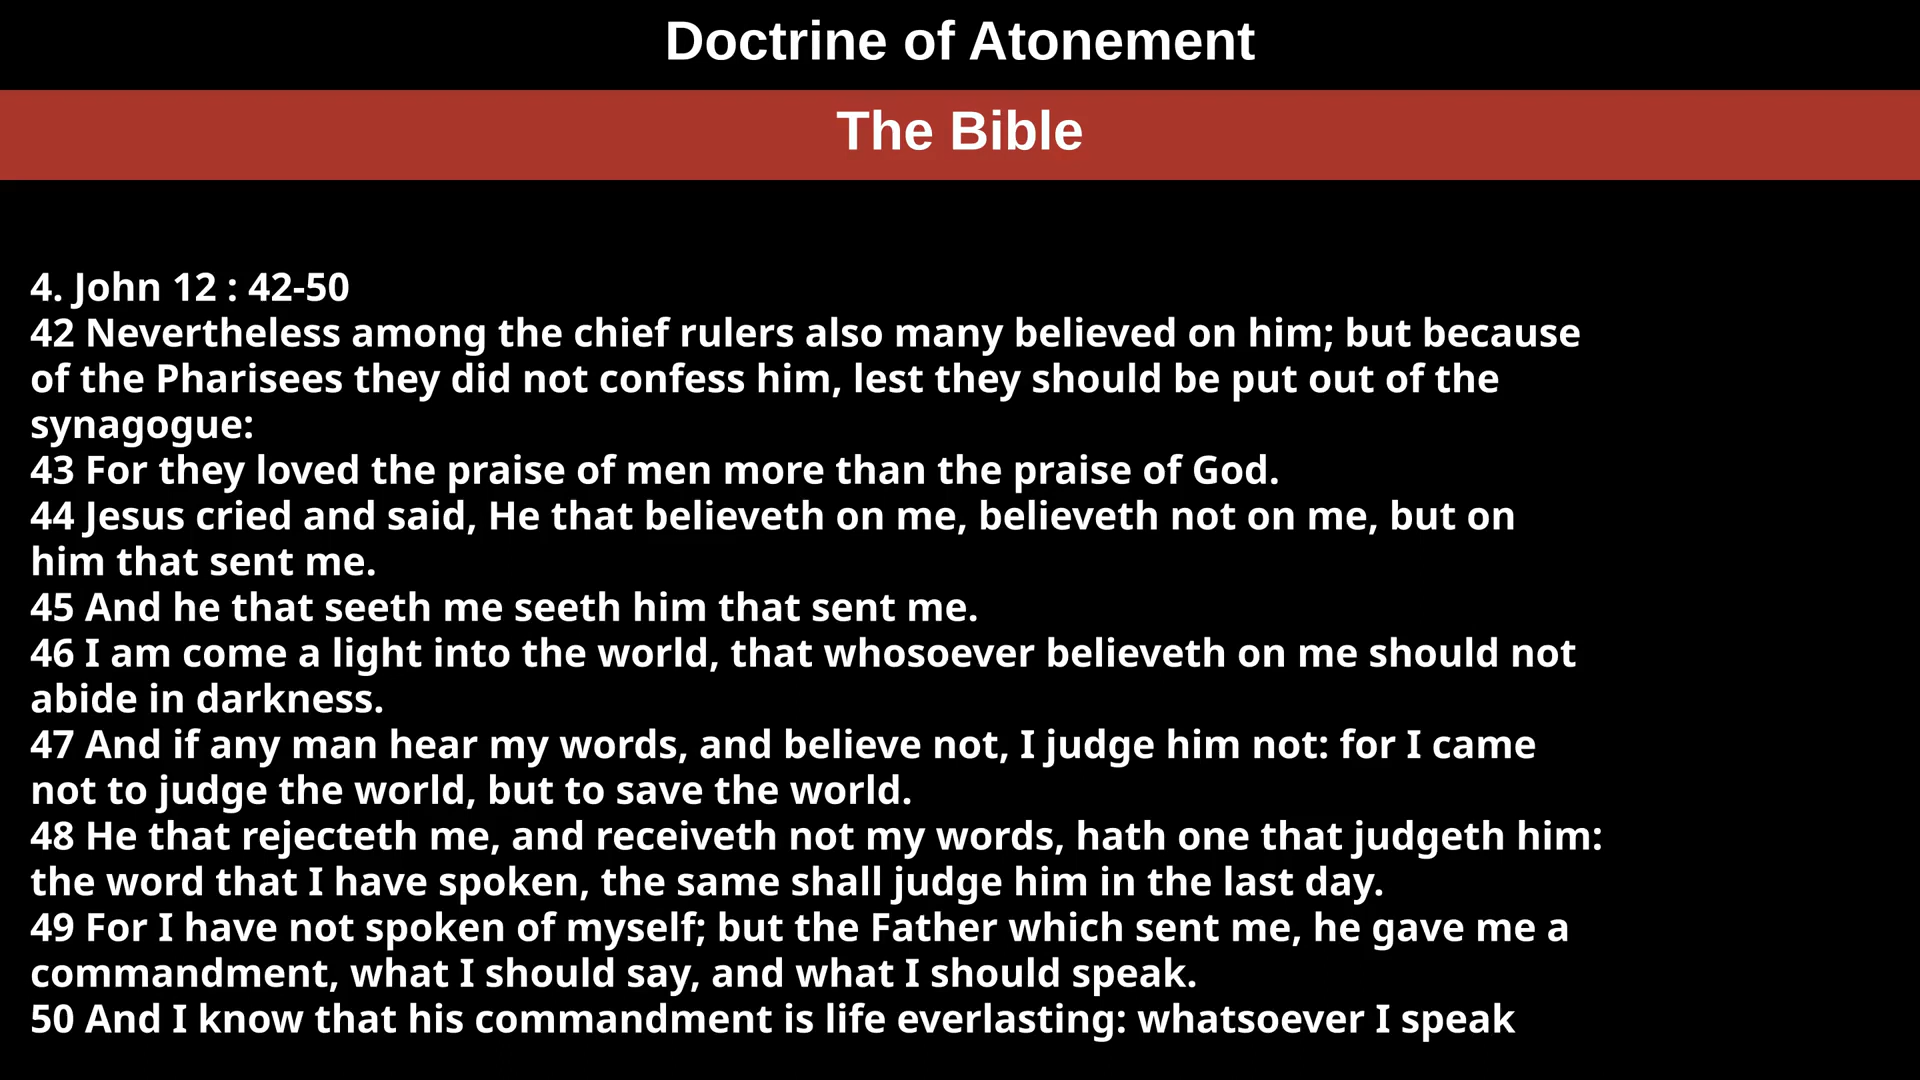 Doctrine of Atonement
The Bible
4. John 12 : 42-50
42 Nevertheless among the chief rulers also many believed on him; but because
of the Pharisees they did not confess him, lest they should be put out of the
synagogue:
43 For they loved the praise of men more than the praise of God.
44 Jesus cried and said, He that believeth on me, believeth not on me, but on
him that sent me.
45 And he that seeth me seeth him that sent me.
46 I am come a light into the world, that whosoever believeth on me should not
abide in darkness.
47 And if any man hear my words, and believe not, I judge him not: for I came
not to judge the world, but to save the world.
48 He that rejecteth me, and receiveth not my words, hath one that judgeth him:
the word that I have spoken, the same shall judge him in the last day.
49 For I have not spoken of myself; but the Father which sent me, he gave me a
commandment, what I should say, and what I should speak.
50 And I know that his commandment is life everlasting: whatsoever I speak